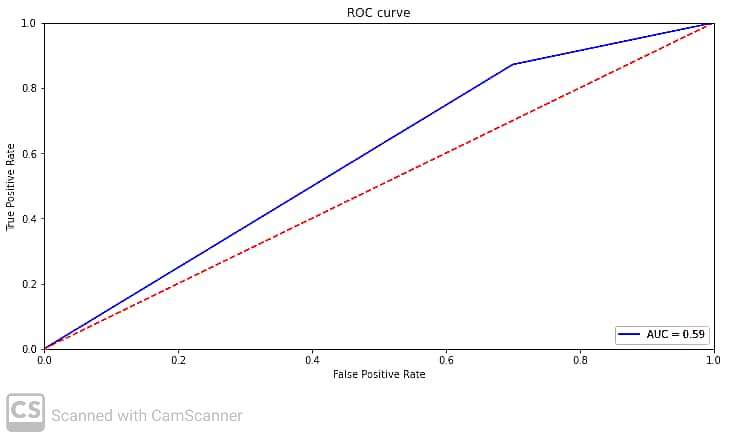 ROC curve
1.0
0.8
0.6
0.4
0.2
0.0
True Positive Rate
AUC = 0.59
0.0 0.2 0.4 0.6 0.8 1.0
False Positive Rate
CS Scanned with CamScanner